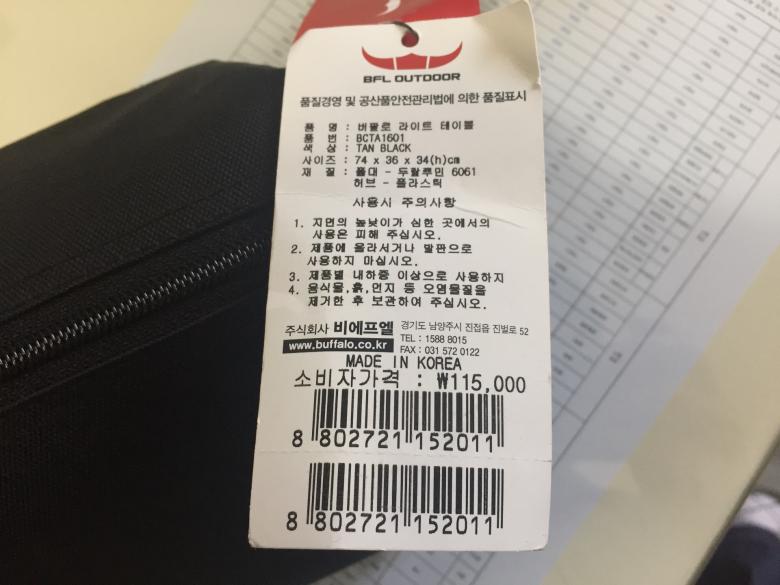 BFL OUTDOOR
품질경영 및 공산품안전관리법에 의한 품질표시
품 명 : 버팔로 라이트 테이블
품 번 : BCTA1601
색 상 : TAN BLACK
사이즈 : 74 x 36 x 34(h)cm
재 질 : 폴대 - 두랄루민 6061
허브 - 플라스틱
사용시 주의사항
1. 지면의 높낮이가 심한 곳에서의
사용은 피해 주십시오.
2. 제품에 올라서거나 발판으로
사용하지 마십시오.
3. 제품별 내하중 이상으로 사용하지
4. 음식물,흙,먼지 등 오염물질을
제거한 후 보관하여 주십시오.
주식회사 비에프엘 경기도 남양주시 진접읍 진벌로 52
www.buffalo.co.kr TEL : 1588 8015
FAX : 031 572 0122
MADE IN KOREA
소비자가격 : ₩115,000
8 802721 152011
8 802721 152011